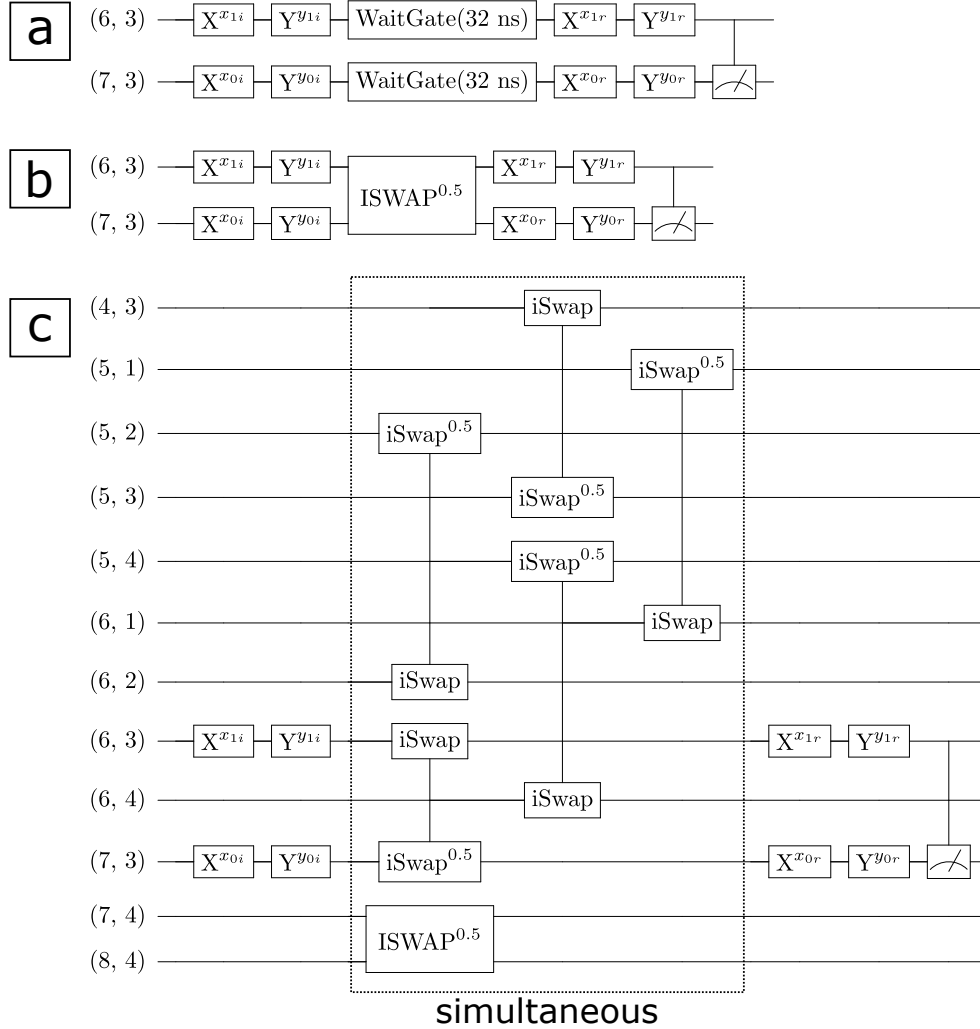 a
(6, 3) X^{x_{1i}} Y^{y_{1i}} WaitGate(32 ns) X^{x_{1r}} Y^{y_{1r}}
(7, 3) X^{x_{0i}} Y^{y_{0i}} WaitGate(32 ns) X^{x_{0r}} Y^{y_{0r}}
b
(6, 3) X^{x_{1i}} Y^{y_{1i}} X^{x_{1r}} Y^{y_{1r}}
ISWAP^{0.5}
(7, 3) X^{x_{0i}} Y^{y_{0i}} X^{x_{0r}} Y^{y_{0r}}
c
(4, 3) iSwap
(5, 1) iSwap^{0.5}
(5, 2) iSwap^{0.5}
(5, 3) iSwap^{0.5}
(5, 4) iSwap^{0.5}
(6, 1) iSwap
(6, 2) iSwap
(6, 3) X^{x_{1i}} Y^{y_{1i}} iSwap X^{x_{1r}} Y^{y_{1r}}
(6, 4) iSwap
(7, 3) X^{x_{0i}} Y^{y_{0i}} iSwap^{0.5} X^{x_{0r}} Y^{y_{0r}}
(7, 4)
ISWAP^{0.5}
(8, 4)
simultaneous